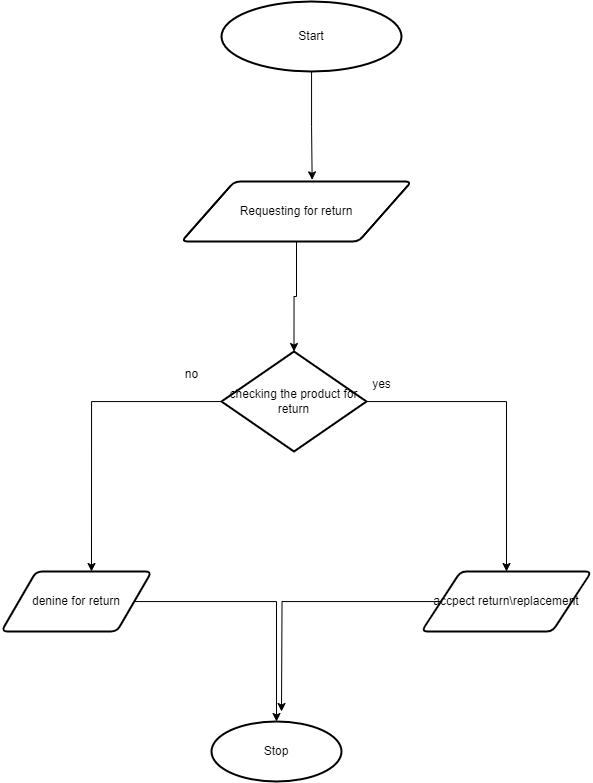 Start
Requesting for return
no
yes
checking the product for
return
denine for return
accpect return\replacement
Stop